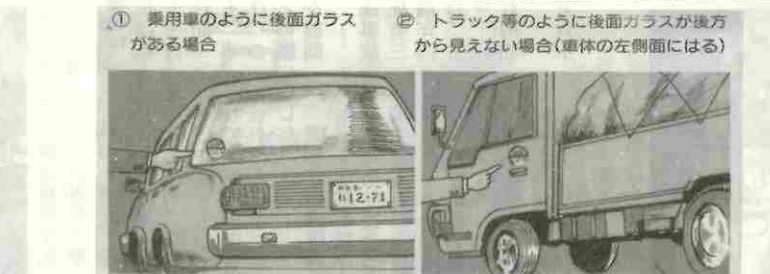 ① 乗用車のように後面ガラス
がある場合
② トラック等のように後面ガラスが後方
から見えない場合(車体の左側面にはる)
12-71